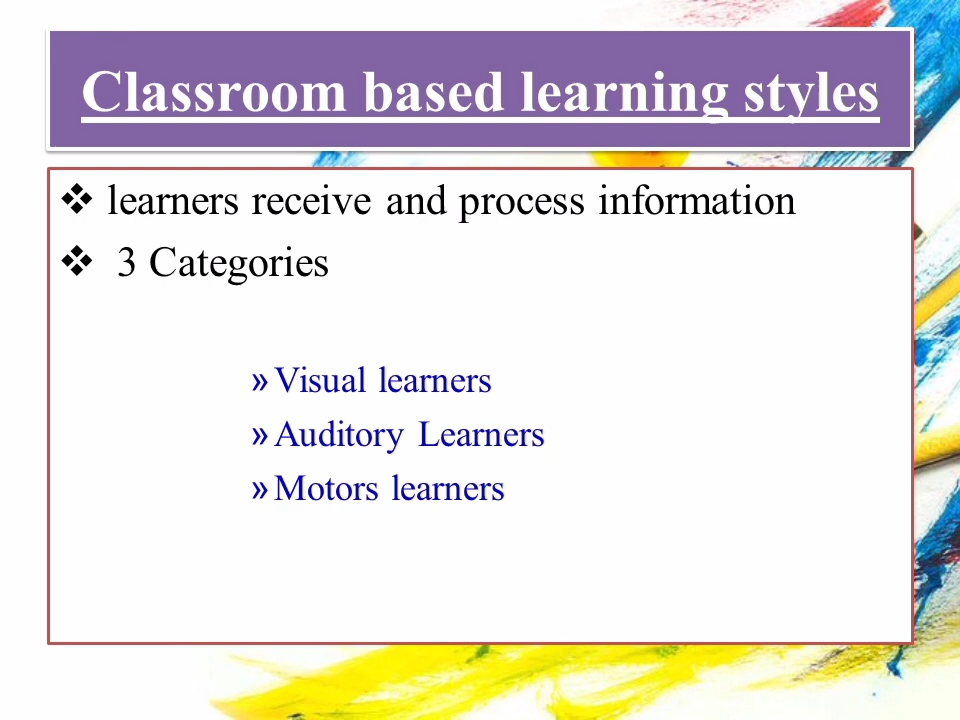 Classroom based learning styles
❖ learners receive and process information
❖ 3 Categories
» Visual learners
» Auditory Learners
» Motors learners